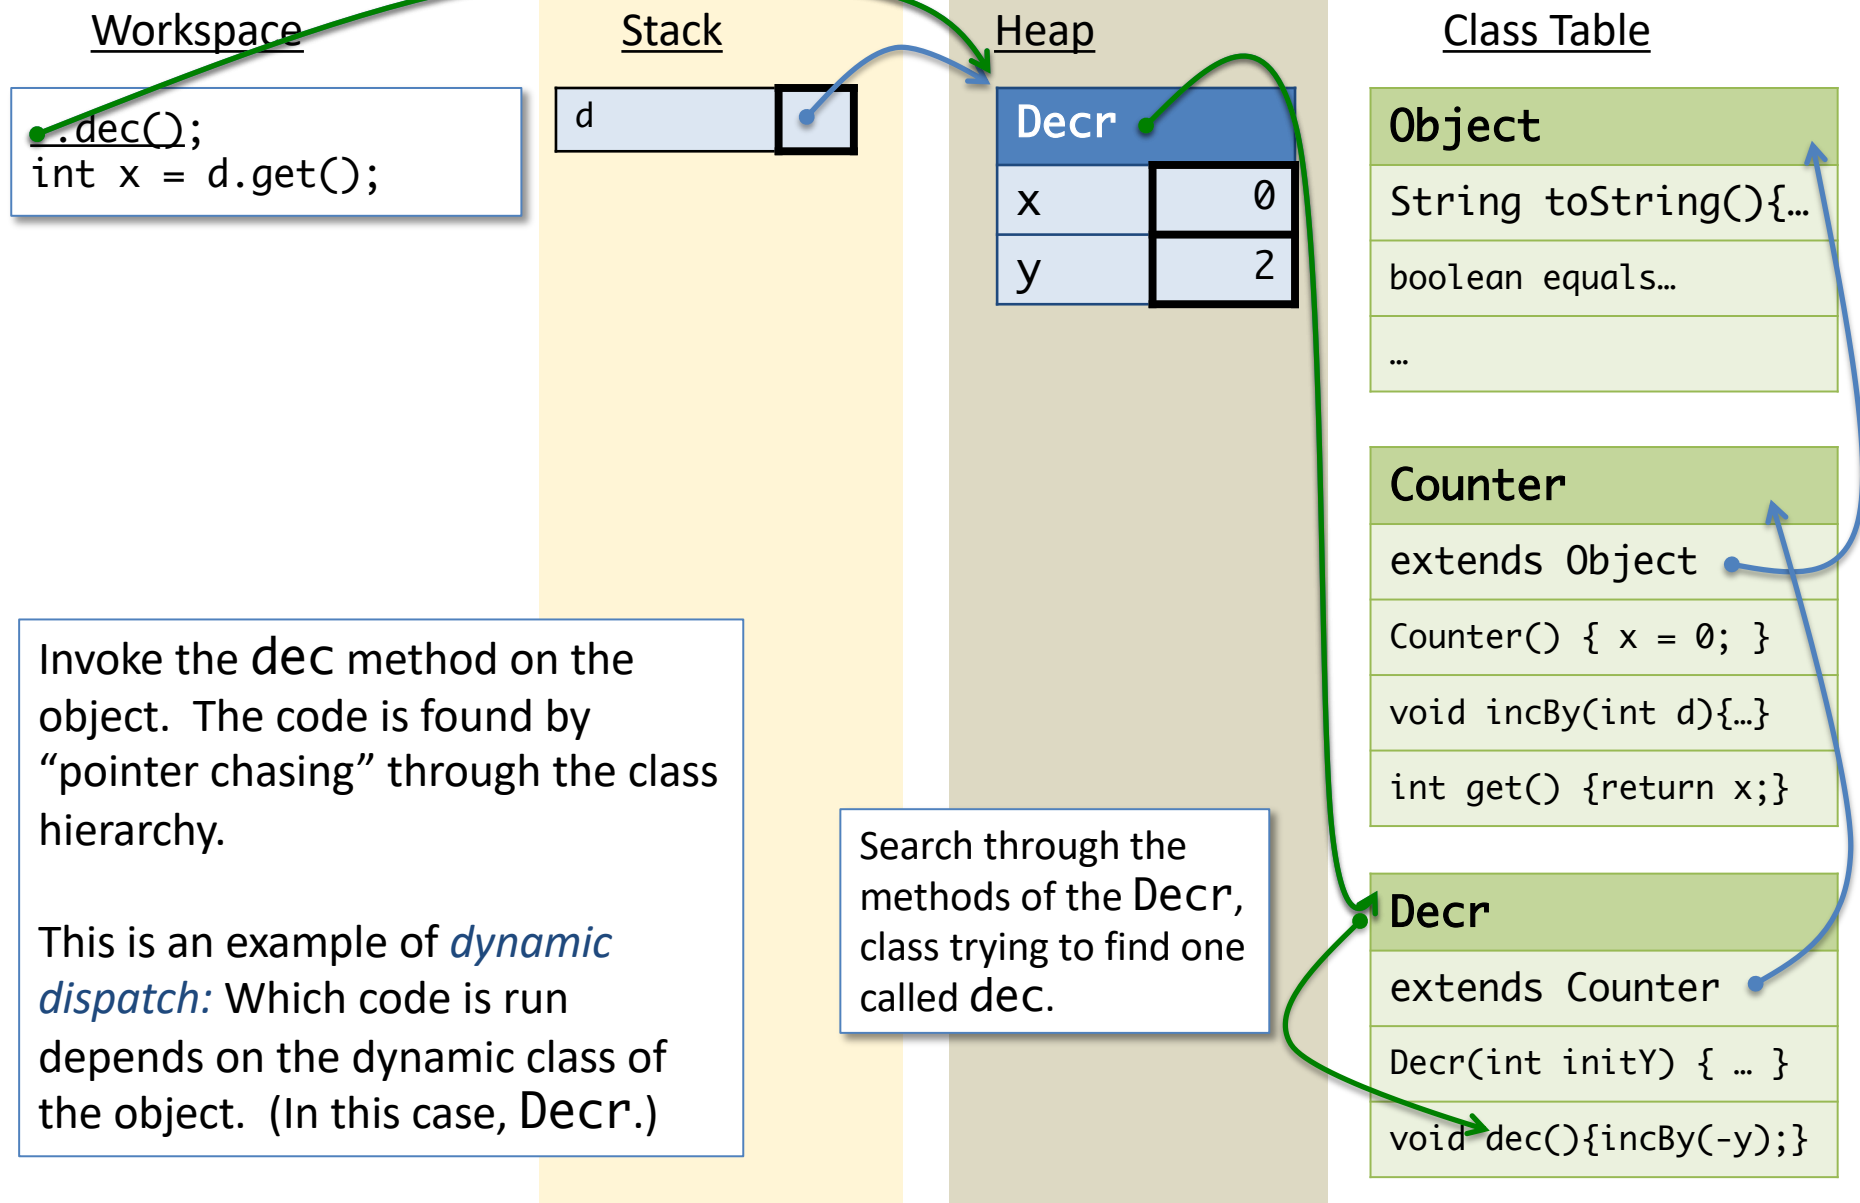 Workspace
Stack
Heap
Class Table
.dec();
int x = d.get();
d
Decr
x 0
y 2
Object
String toString(){…
boolean equals…
…
Counter
extends Object
Counter() { x = 0; }
void incBy(int d){…}
int get() {return x;}
Decr
extends Counter
Decr(int initY) { … }
void dec(){incBy(-y);}
Invoke the dec method on the
object. The code is found by
“pointer chasing” through the class
hierarchy.
This is an example of dynamic
dispatch: Which code is run
depends on the dynamic class of
the object. (In this case, Decr.)
Search through the
methods of the Decr,
class trying to find one
called dec.